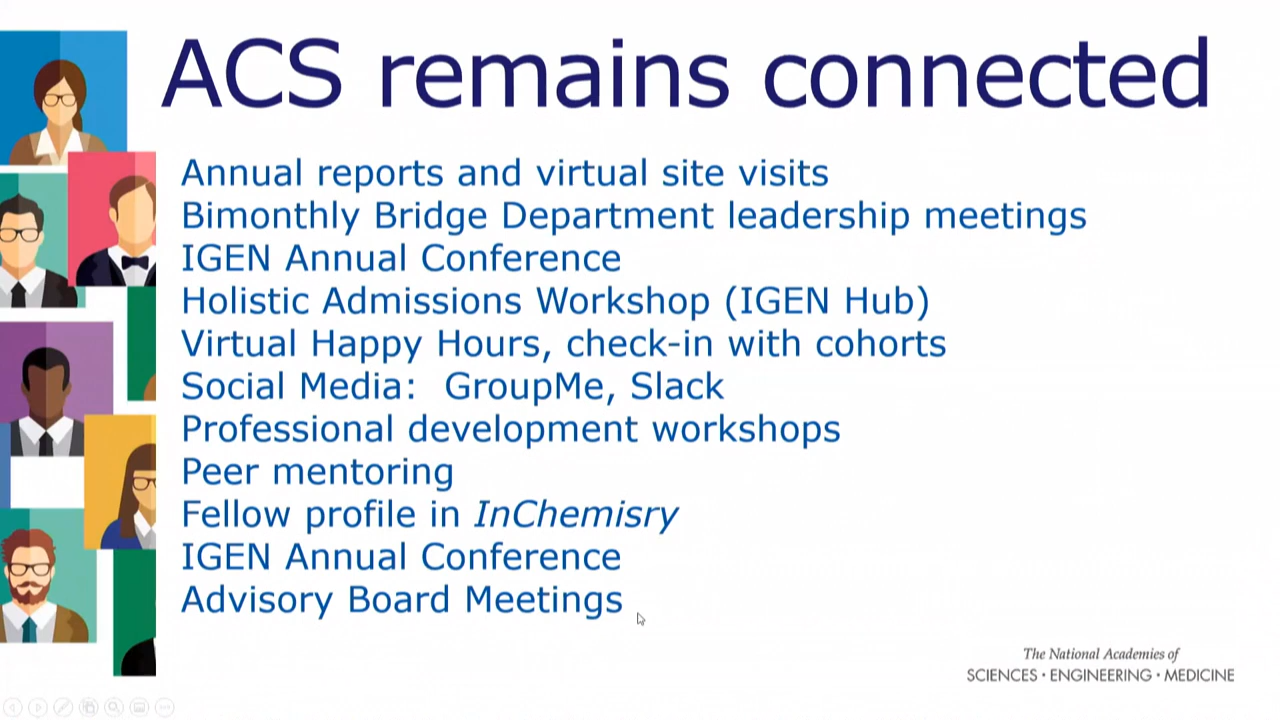 ACS remains connected
Annual reports and virtual site visits
Bimonthly Bridge Department leadership meetings
IGEN Annual Conference
Holistic Admissions Workshop (IGEN Hub)
Virtual Happy Hours, check-in with cohorts
Social Media:  GroupMe, Slack
Professional development workshops
Peer mentoring
Fellow profile in InChemisry
IGEN Annual Conference
Advisory Board Meetings
The National Academies of
SCIENCES · ENGINEERING · MEDICINE